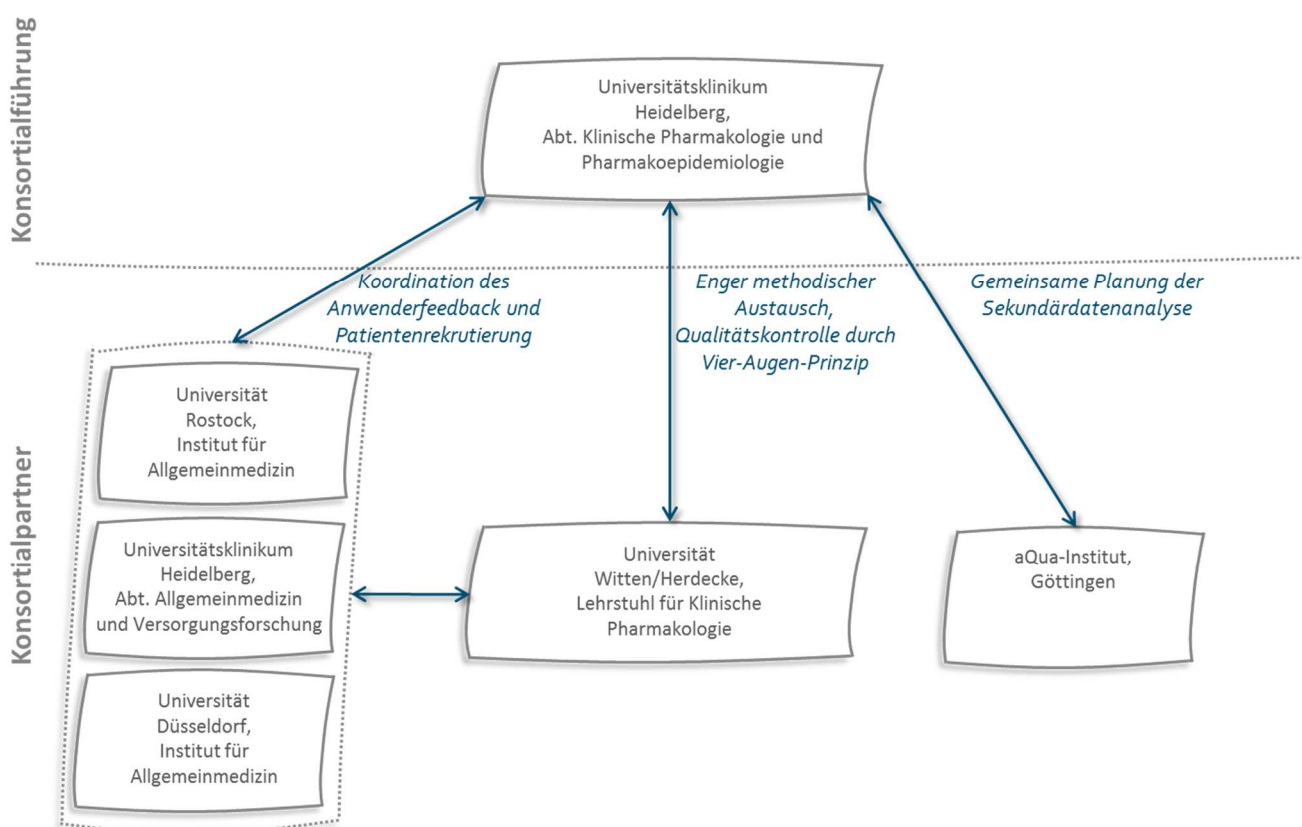 Konsortialführung
Universitätsklinikum
Heidelberg,
Abt. Klinische Pharmakologie und
Pharmakoepidemiologie
Koordination des
Anwenderfeedback und
Patientenrekrutierung
Enger methodischer
Austausch,
Qualitätskontrolle durch
Vier-Augen-Prinzip
Gemeinsame Planung der
Sekundärdatenanalyse
Konsortialpartner
Universität
Rostock,
Institut für
Allgemeinmedizin
Universitätsklinikum
Heidelberg,
Abt. Allgemeinmedizin
und Versorgungsforschung
Universität
Düsseldorf,
Institut für
Allgemeinmedizin
Universität
Witten/Herdecke,
Lehrstuhl für Klinische
Pharmakologie
aQua-Institut,
Göttingen